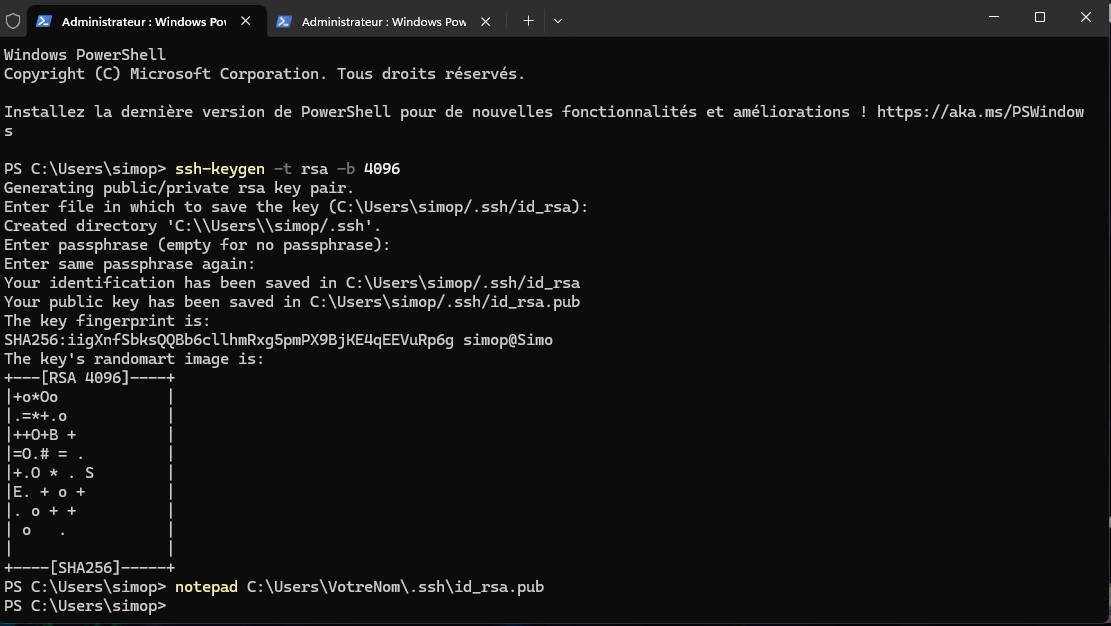 Administrateur : Windows Pov
Administrateur : Windows Pow
Windows PowerShell
Copyright (C) Microsoft Corporation. Tous droits réservés.
Installez la dernière version de PowerShell pour de nouvelles fonctionnalités et améliorations ! https://aka.ms/PSWindow
s
PS C:\Users\simop> ssh-keygen -t rsa -b 4096
Generating public/private rsa key pair.
Enter file in which to save the key (C:\Users\simop/.ssh/id_rsa):
Created directory 'C:\\Users\\simop/.ssh'.
Enter passphrase (empty for no passphrase):
Enter same passphrase again:
Your identification has been saved in C:\Users\simop/.ssh/id_rsa
Your public key has been saved in C:\Users\simop/.ssh/id_rsa.pub
The key fingerprint is:
SHA256:iigXnfSbksQQBb6cllhmRxg5pmPX9BjKE4qEEVuRp6g simop@Simo
The key's randomart image is:
+---[RSA 4096]----+
|+o*Oo            |
|.=*+.o           |
|++O+B +          |
|=O.# = .         |
|+.O * . S        |
|E. + o +         |
|. o + +          |
| o   .           |
|                 |
+----[SHA256]-----+
PS C:\Users\simop> notepad C:\Users\VotreNom\.ssh\id_rsa.pub
PS C:\Users\simop>